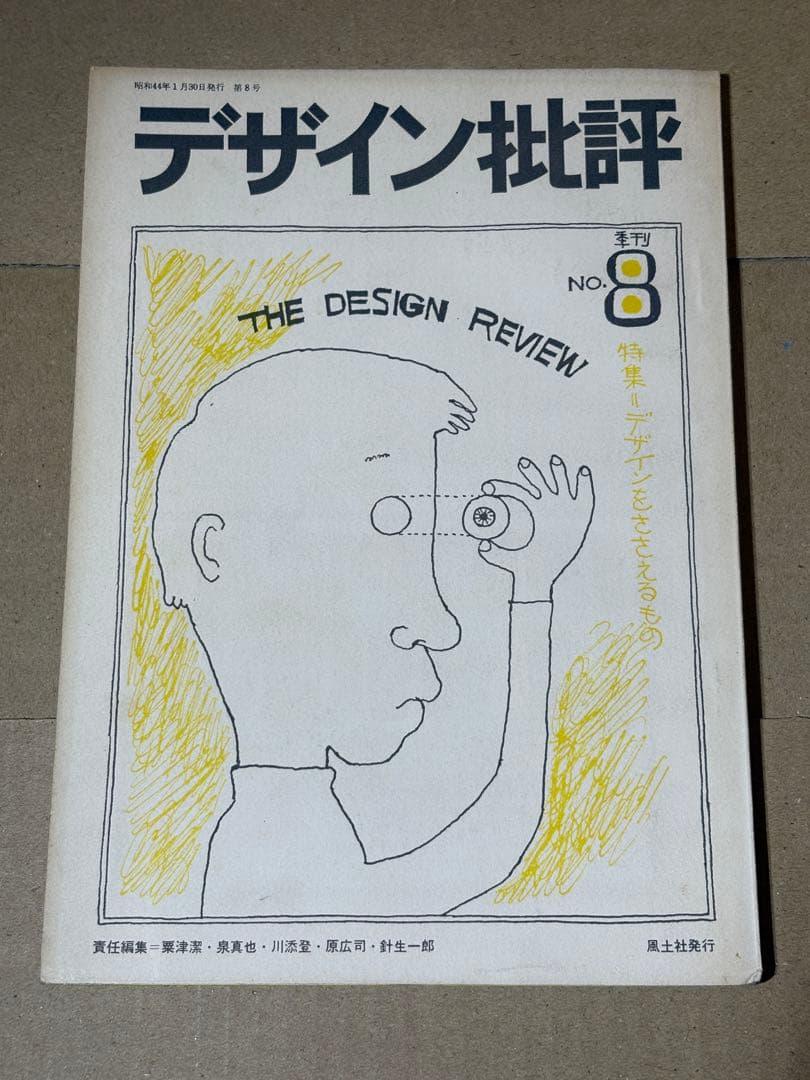 昭和44年1月30日発行 第8号
デザイン批評
季刊
NO.8
THE DESIGN REVIEW
特集=デザインをささえるもの
責任編集=粟津潔・泉真也・川添登・原広司・針生一郎
風土社発行